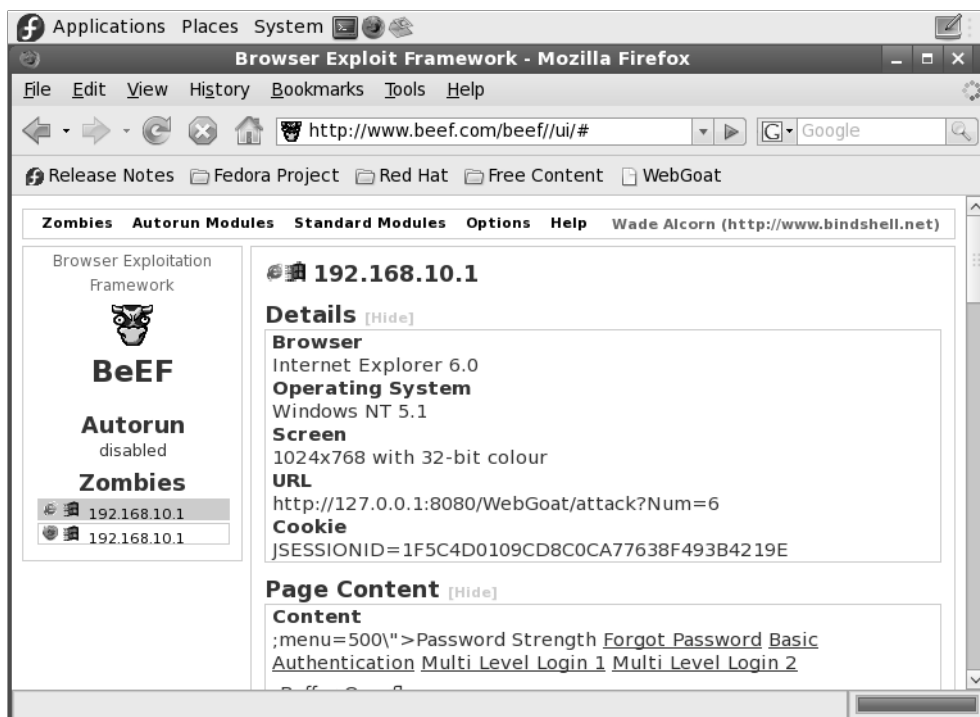 Applications Places System
Browser Exploit Framework - Mozilla Firefox
File Edit View History Bookmarks Tools Help
http://www.beef.com/beef//ui/#
G Google
Release Notes Fedora Project Red Hat Free Content WebGoat
Zombies Autorun Modules Standard Modules Options Help Wade Alcorn (http://www.bindshell.net)
Browser Exploitation
Framework
BeEF
Autorun
disabled
Zombies
192.168.10.1
192.168.10.1
192.168.10.1
Details [Hide]
Browser
Internet Explorer 6.0
Operating System
Windows NT 5.1
Screen
1024x768 with 32-bit colour
URL
http://127.0.0.1:8080/WebGoat/attack?Num=6
Cookie
JSESSIONID=1F5C4D0109CD8C0CA77638F493B4219E
Page Content [Hide]
Content
;menu=500\">Password Strength Forgot Password Basic
Authentication Multi Level Login 1 Multi Level Login 2